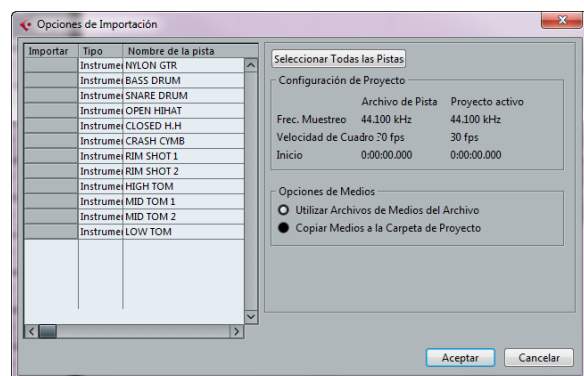 Opciones de Importación
Importar Tipo Nombre de la pista
Instrumen NYLON GTR
Instrumen BASS DRUM
Instrumen SNARE DRUM
Instrumen OPEN HIHAT
Instrumen CLOSED H.H
Instrumen CRASH CYMB
Instrumen RIM SHOT 1
Instrumen RIM SHOT 2
Instrumen HIGH TOM
Instrumen MID TOM 1
Instrumen MID TOM 2
Instrumen LOW TOM
Seleccionar Todas las Pistas
Configuración de Proyecto
Archivo de Pista Proyecto activo
Frec. Muestreo 44.100 kHz 44.100 kHz
Velocidad de Cuadro 30 fps 30 fps
Inicio 0:00:00.000 0:00:00.000
Opciones de Medios
Utilizar Archivos de Medios del Archivo
Copiar Medios a la Carpeta de Proyecto
Aceptar Cancelar